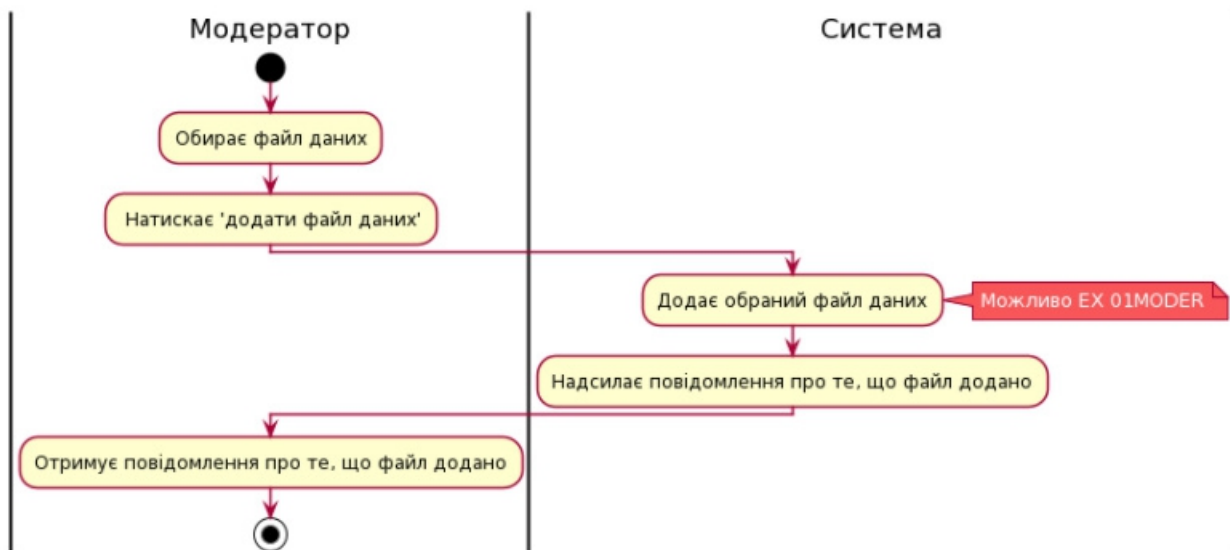 Модератор
Система
Обирає файл даних
Натискає 'додати файл даних'
Додає обраний файл даних
Можливо EX 01MODER
Надсилає повідомлення про те, що файл додано
Отримує повідомлення про те, що файл додано